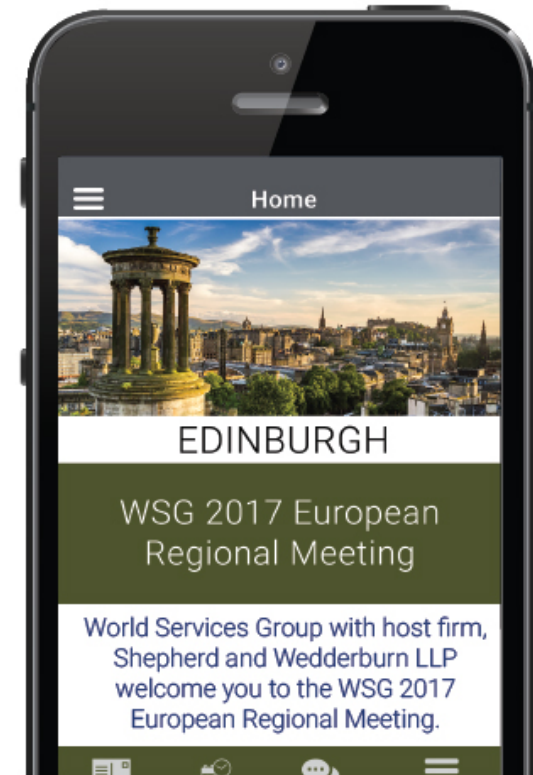 Home
EDINBURGH
WSG 2017 European
Regional Meeting
World Services Group with host firm,
Shepherd and Wedderburn LLP
welcome you to the WSG 2017
European Regional Meeting.